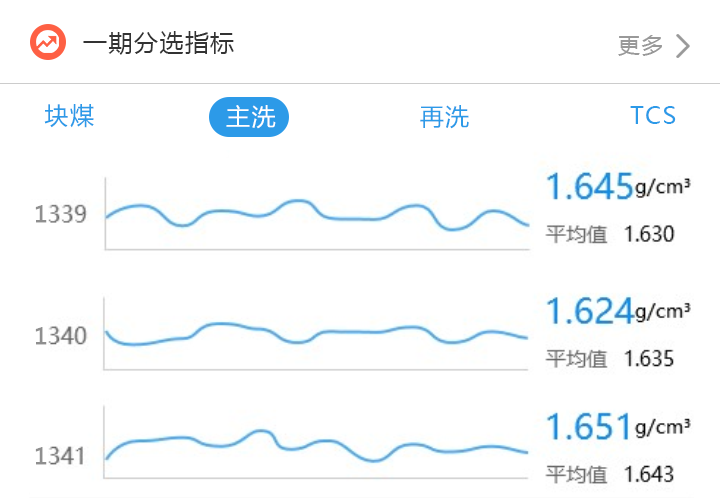 一期分选指标 更多
块煤 主洗 再洗 TCS
1339 1.645g/cm³
平均值 1.630
1340 1.624g/cm³
平均值 1.635
1341 1.651g/cm³
平均值 1.643